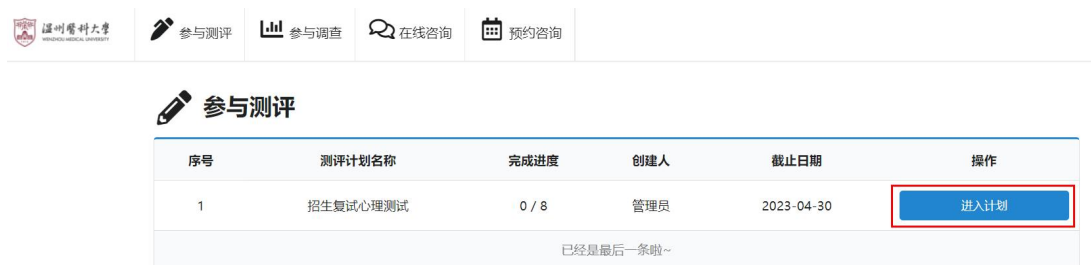 温州醫科大學 参与测评 参与调查 在线咨询 预约咨询
WENZHOU MEDICAL UNIVERSITY
参与测评
序号 测评计划名称 完成进度 创建人 截止日期 操作
1 招生复试心理测试 0 / 8 管理员 2023-04-30 进入计划
已经是最后一条啦~